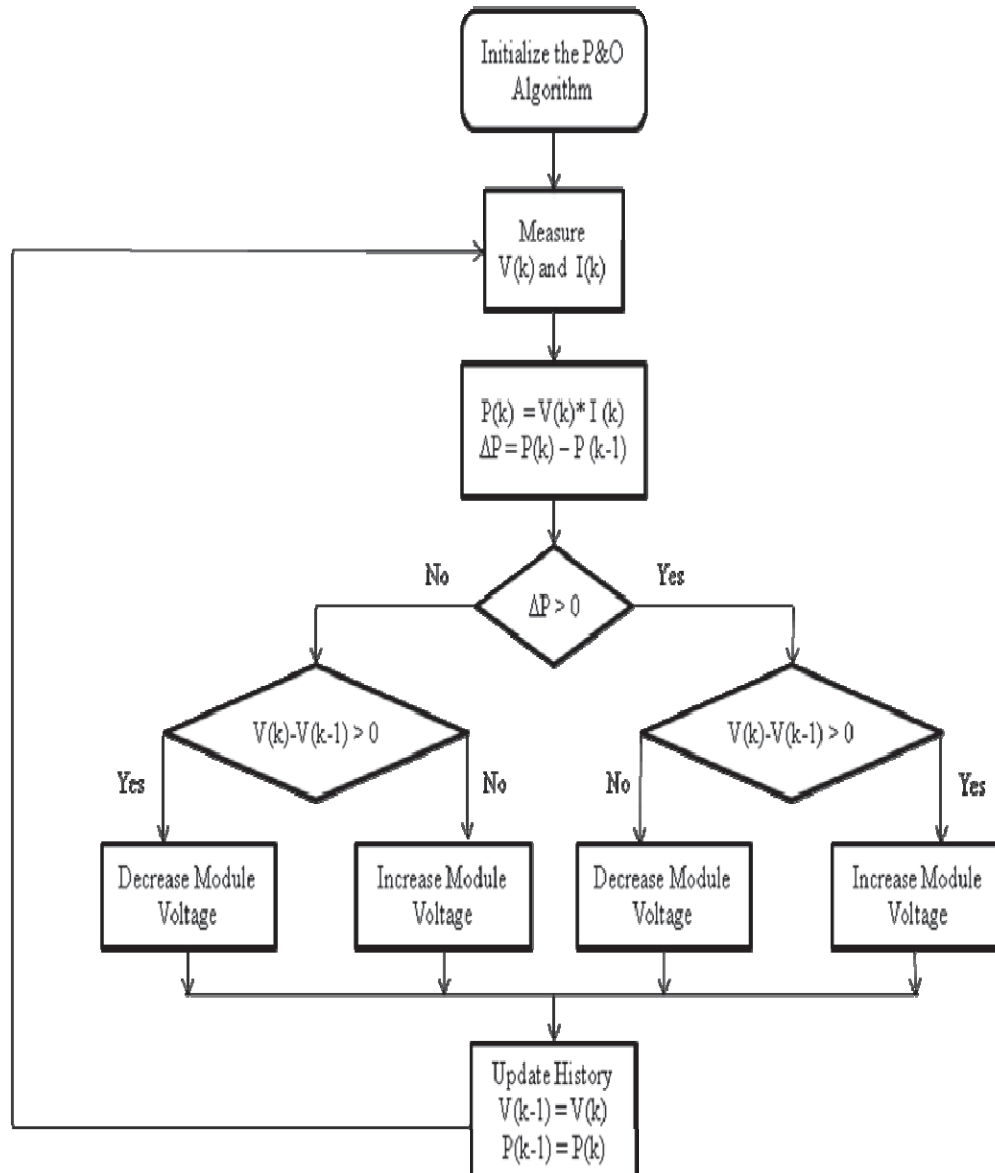 Initialize the P&O
Algorithm
Measure
V(k) and I(k)
P(k) = V(k)* I (k)
ΔP = P(k) – P (k-1)
No
Yes
ΔP > 0
V(k)-V(k-1) > 0
V(k)-V(k-1) > 0
Yes
No
No
Yes
Decrease Module
Voltage
Increase Module
Voltage
Decrease Module
Voltage
Increase Module
Voltage
Update History
V(k-1) = V(k)
P(k-1) = P(k)